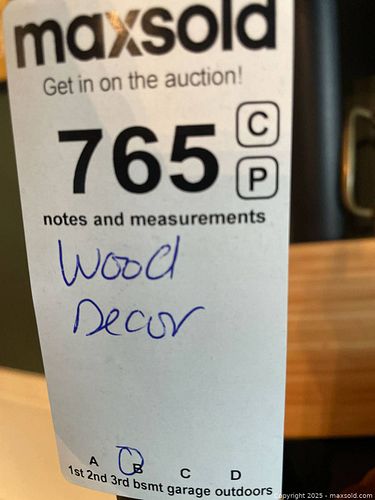 maxsold
Get in on the auction!
765 C
P
notes and measurements
Wood
Decor
A B C D
1st 2nd 3rd bsmt garage outdoors
Copyright 2025 - maxsold.com